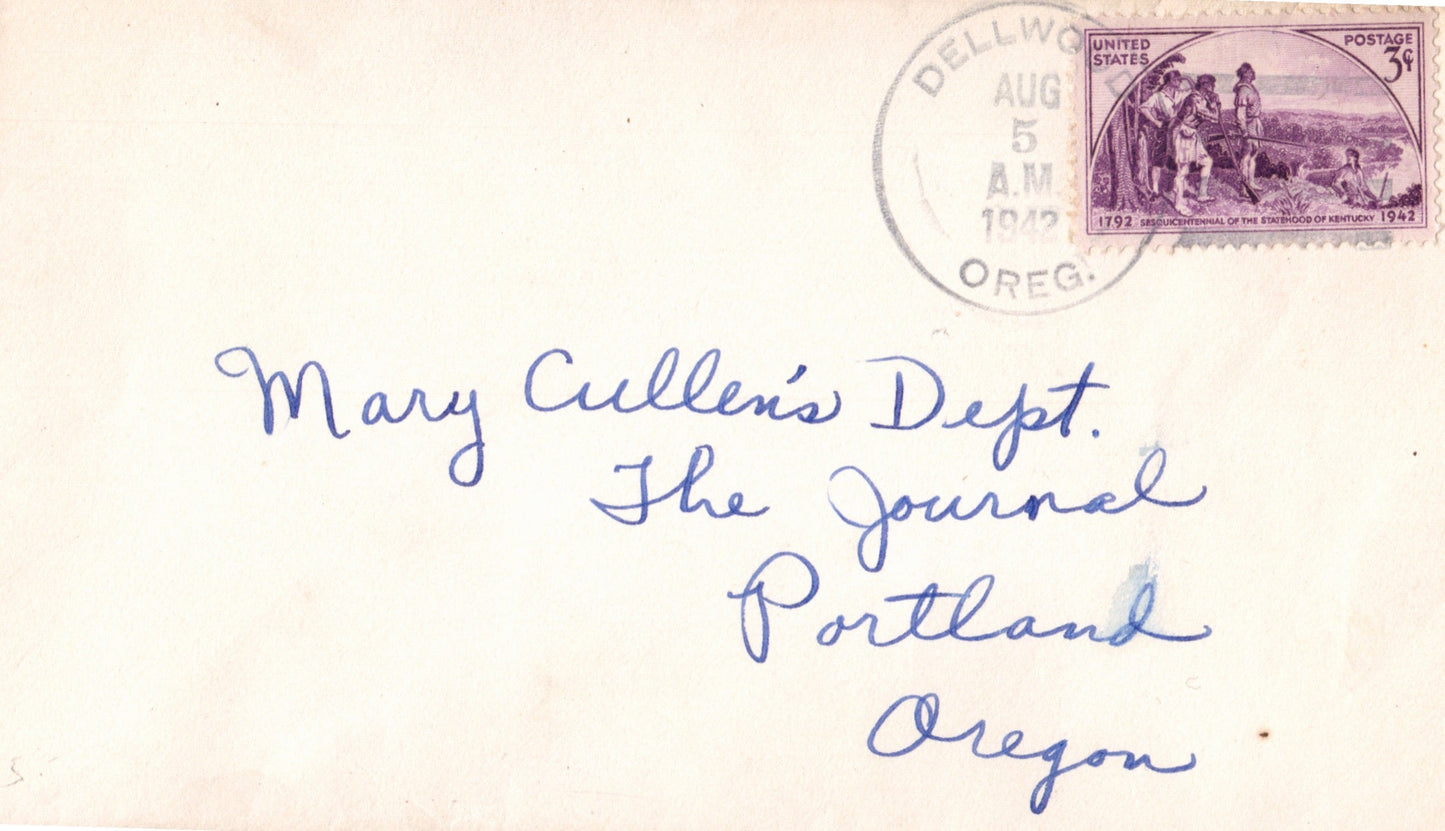 DELLWOOD
AUG
5
A.M.
1942
OREG.
UNITED STATES
POSTAGE
3¢
1792 SESQUICENTENNIAL OF THE STATEHOOD OF KENTUCKY 1942
Mary Cullen's Dept.
The Journal
Portland
Oregon